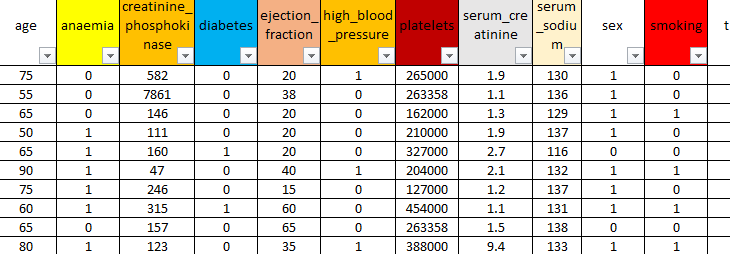 age anaemia creatinine_phosphokinase diabetes ejection_fraction high_blood_pressure platelets serum_creatinine serum_sodium sex smoking t
75 0 582 0 20 1 265000 1.9 130 1 0
55 0 7861 0 38 0 263358 1.1 136 1 0
65 0 146 0 20 0 162000 1.3 129 1 1
50 1 111 0 20 0 210000 1.9 137 1 0
65 1 160 1 20 0 327000 2.7 116 0 0
90 1 47 0 40 1 204000 2.1 132 1 1
75 1 246 0 15 0 127000 1.2 137 1 0
60 1 315 1 60 0 454000 1.1 131 1 1
65 0 157 0 65 0 263358 1.5 138 0 0
80 1 123 0 35 1 388000 9.4 133 1 1